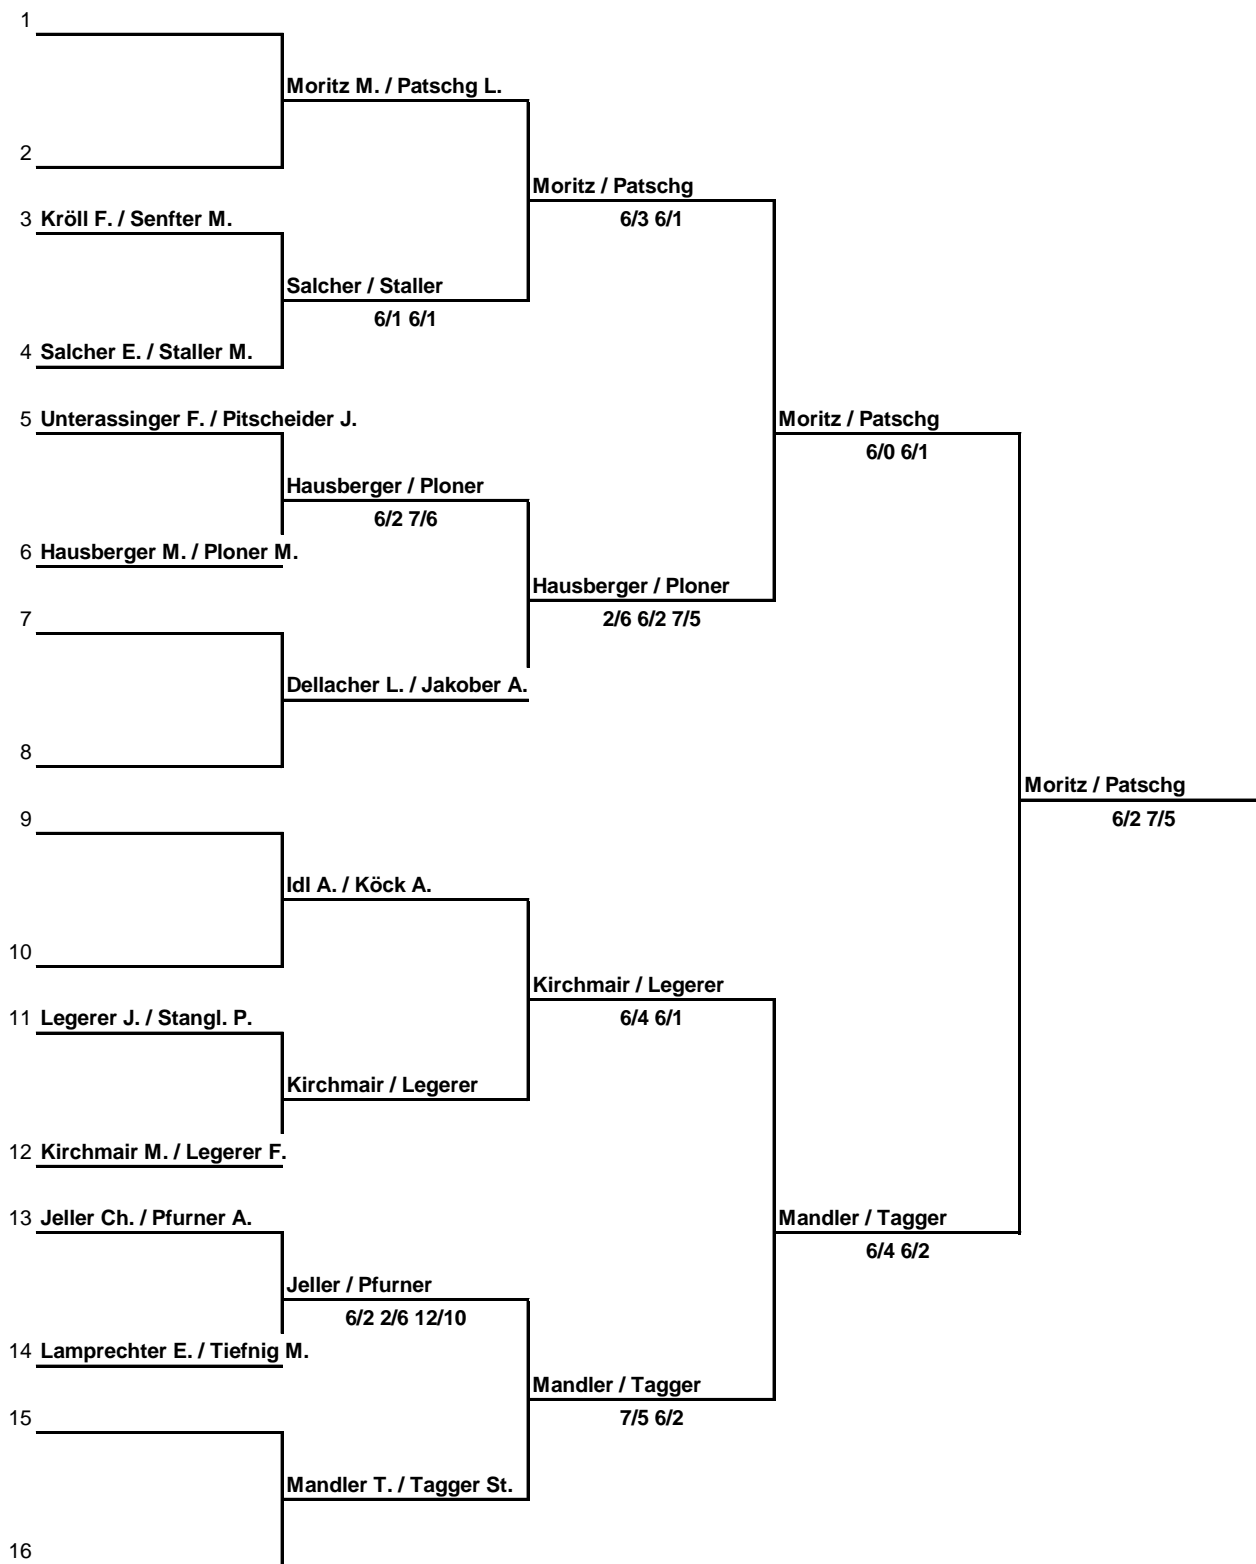 1
Moritz M. / Patschg L.
2
Moritz / Patschg
3 Kröll F. / Senfter M.
6/3 6/1
Salcher / Staller
6/1 6/1
4 Salcher E. / Staller M.
5 Unterassinger F. / Pitscheider J.
Moritz / Patschg
6/0 6/1
Hausberger / Ploner
6/2 7/6
6 Hausberger M. / Ploner M.
Hausberger / Ploner
7
2/6 6/2 7/5
Dellacher L. / Jakober A.
8
Moritz / Patschg
9
6/2 7/5
Idl A. / Köck A.
10
Kirchmair / Legerer
11 Legerer J. / Stangl. P.
6/4 6/1
Kirchmair / Legerer
12 Kirchmair M. / Legerer F.
13 Jeller Ch. / Pfurner A.
Mandler / Tagger
6/4 6/2
Jeller / Pfurner
6/2 2/6 12/10
14 Lamprechter E. / Tiefnig M.
Mandler / Tagger
15
7/5 6/2
Mandler T. / Tagger St.
16